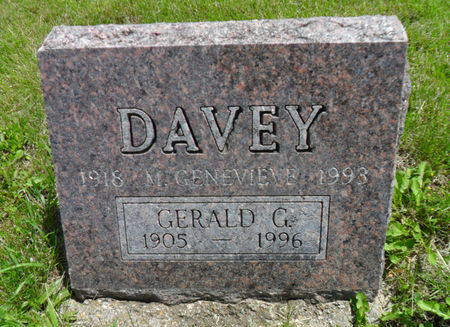 DAVEY
1918 M. GENEVIEVE 1993
GERALD G.
1905 — 1996